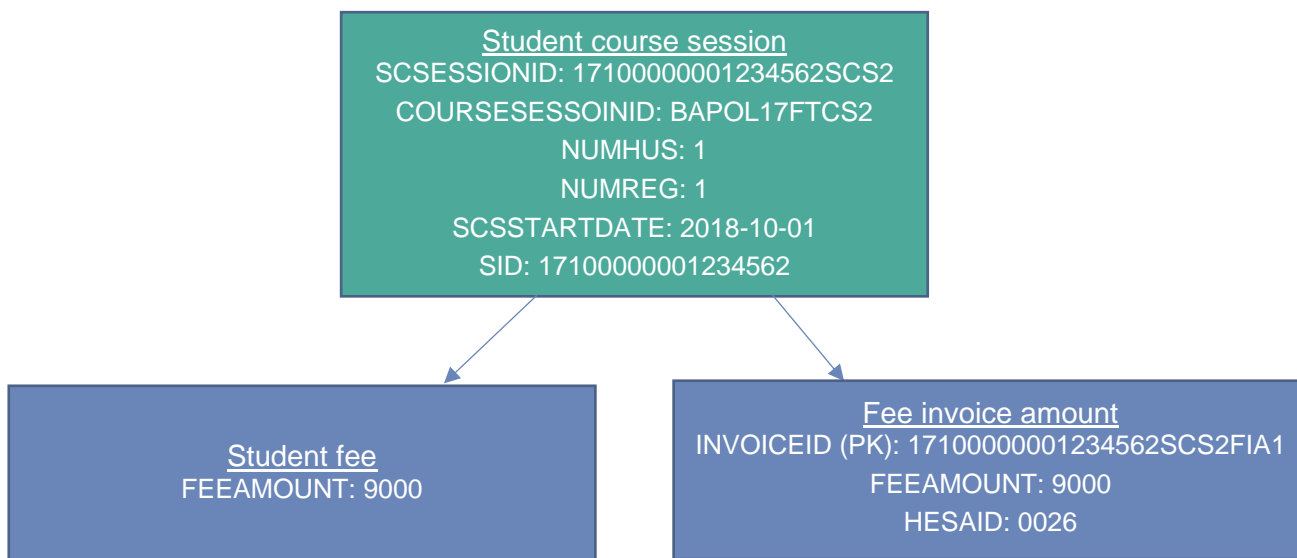 Student course session
SCSESSIONID: 17100000001234562SCS2
COURSESESSOINID: BAPOL17FTCS2
NUMHUS: 1
NUMREG: 1
SCSSTARTDATE: 2018-10-01
SID: 17100000001234562
Student fee
FEEAMOUNT: 9000
Fee invoice amount
INVOICEID (PK): 17100000001234562SCS2FIA1
FEEAMOUNT: 9000
HESAID: 0026